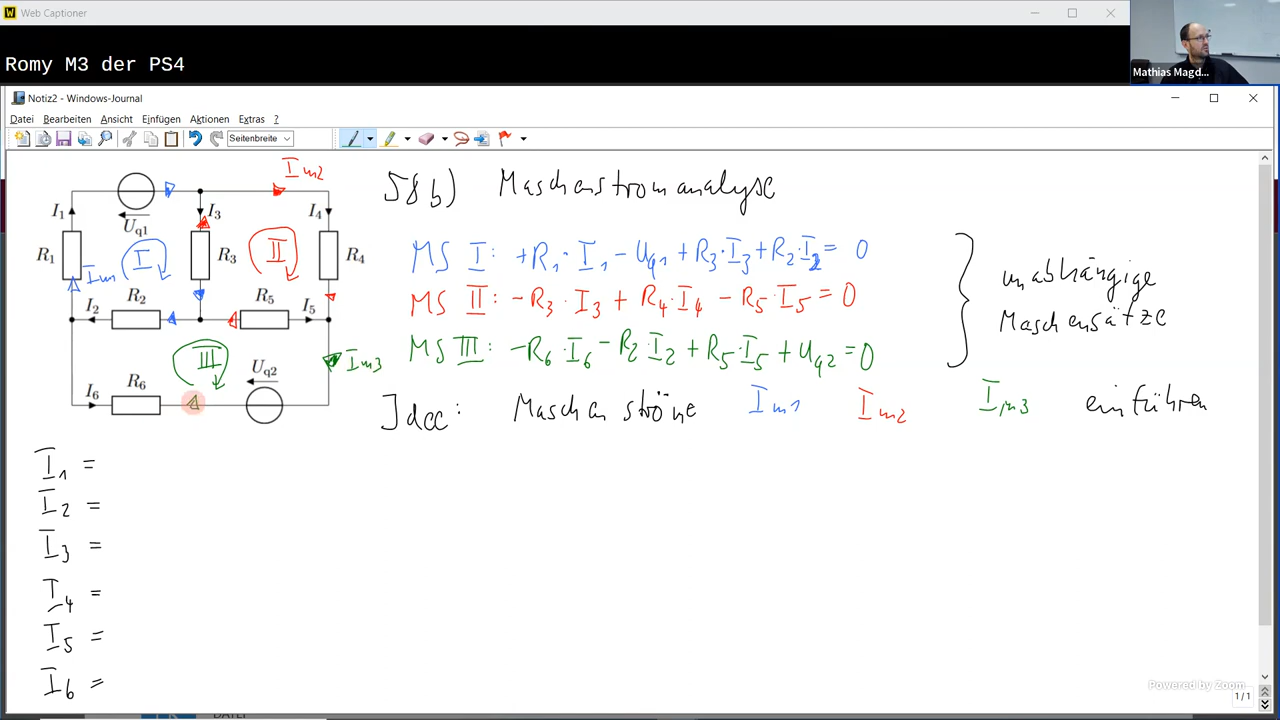 Web Captioner
Romy M3 der PS4
Mathias Magd...
Notiz2 - Windows-Journal
Datei Bearbeiten Ansicht Einfügen Aktionen Extras ?
Seitenbreite
I1 Uq1 I3 I4 Im2
R1 Im1 I R3 II R4
I2 R2 R5 I5
III Im3
I6 R6 Uq2
58b) Maschenstromanalyse
MS I: +R1·I1 - Uq1 + R3·I3 + R2·I2 = 0
MS II: -R3·I3 + R4·I4 - R5·I5 = 0
MS III: -R6·I6 - R2·I2 + R5·I5 + Uq2 = 0
unabhängige
Maschensätze
Idee: Maschenströme Im1 Im2 Im3 einführen
I1 =
I2 =
I3 =
I4 =
I5 =
I6 =
Powered by Zoom
1/1